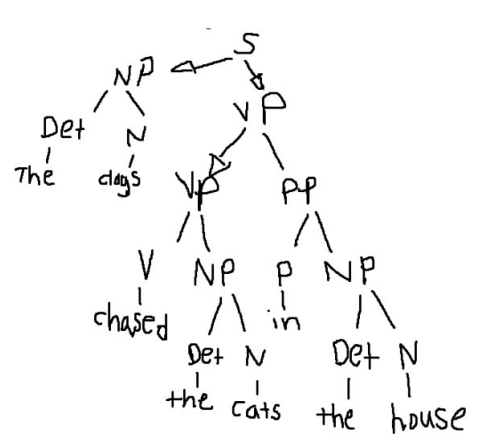 S
NP VP
Det N
The dogs VP PP
V NP P NP
chased in
Det N Det N
the cats the house